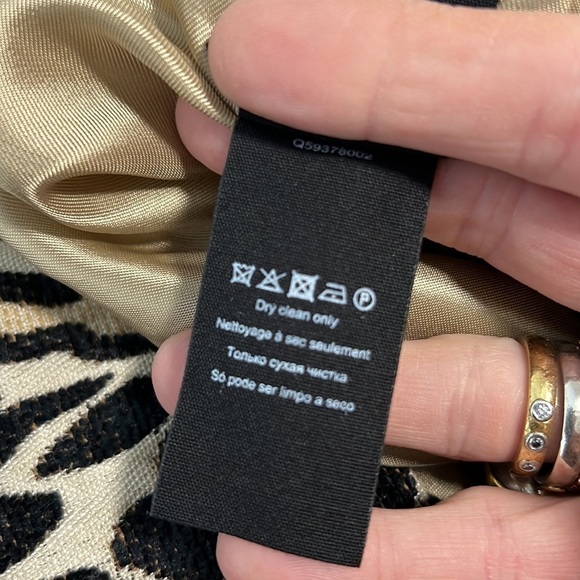 Q59378002
P
Dry clean only
Nettoyage à sec seulement
Только сухая чистка
Só pode ser limpo a seco